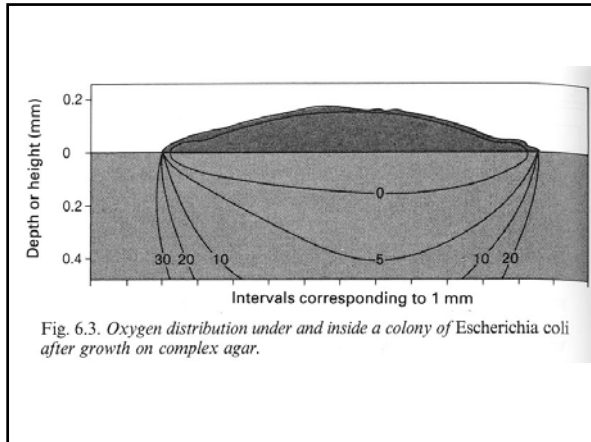 0.2
0
0.2
0.4
Depth or height (mm)
0
5
30 20 10
10 20
Intervals corresponding to 1 mm
Fig. 6.3. Oxygen distribution under and inside a colony of Escherichia coli
after growth on complex agar.